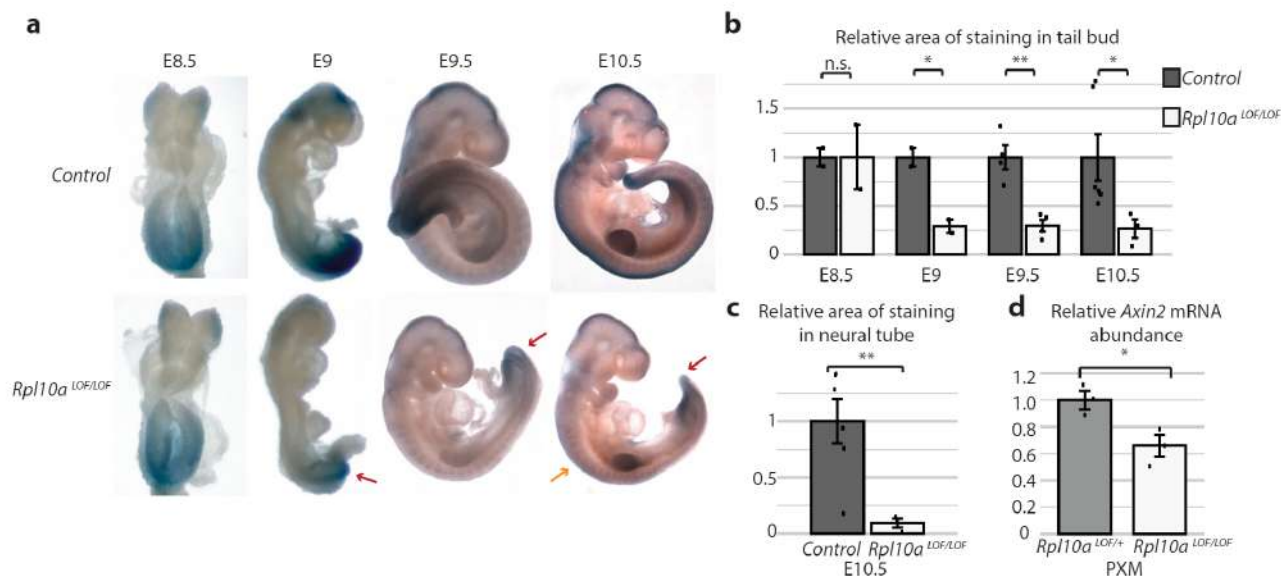 a
E8.5 E9 E9.5 E10.5
Control
Rpl10a LOF/LOF
b
Relative area of staining in tail bud
n.s. * ** *
Control
Rpl10a LOF/LOF
1.5
1
0.5
0
E8.5 E9 E9.5 E10.5
c
Relative area of staining
in neural tube
**
1
0.5
0
Control Rpl10a LOF/LOF
E10.5
d
Relative Axin2 mRNA
abundance
*
1.2
1.0
0.8
0.6
0.4
0.2
0
Rpl10a LOF/+ Rpl10a LOF/LOF
PXM